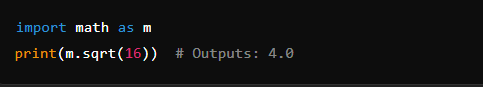 import math as m
print(m.sqrt(16))  # Outputs: 4.0